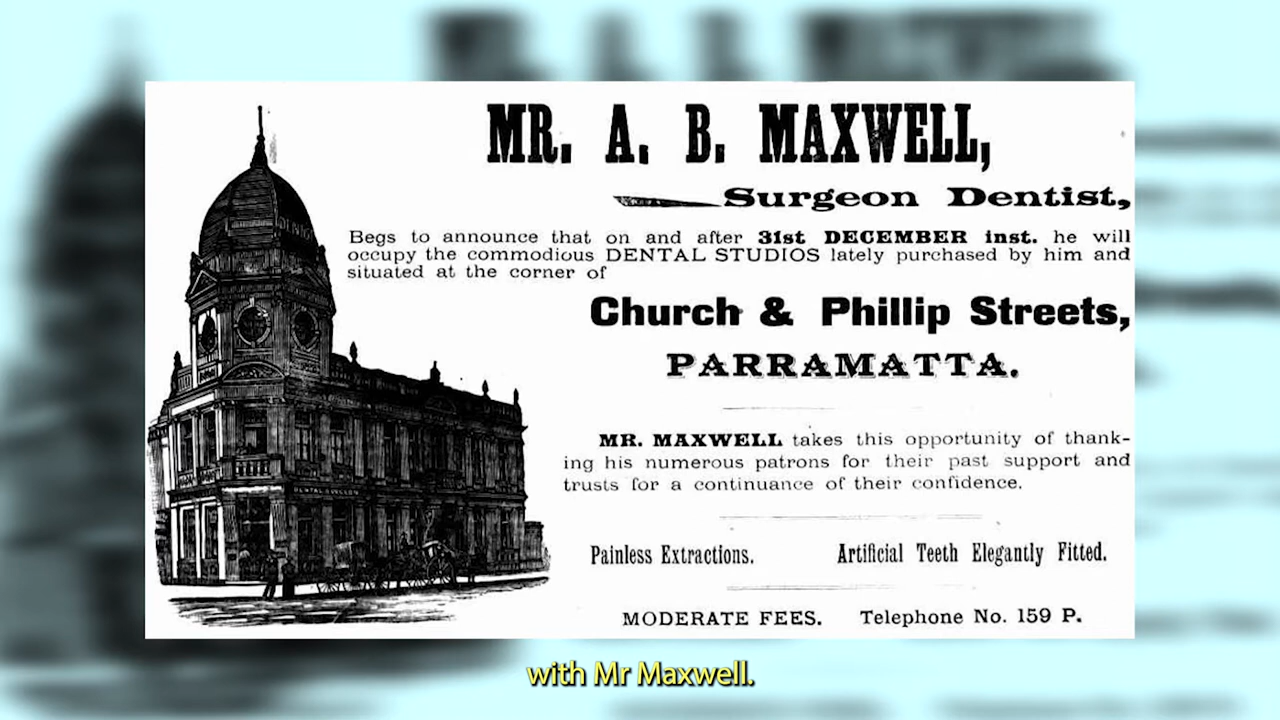 MR. A. B. MAXWELL,
Surgeon Dentist,
Begs to announce that on and after 31st DECEMBER inst. he will
occupy the commodious DENTAL STUDIOS lately purchased by him and
situated at the corner of
Church & Phillip Streets,
PARRAMATTA.
MR. MAXWELL takes this opportunity of thank-
ing his numerous patrons for their past support and
trusts for a continuance of their confidence.
Painless Extractions. Artificial Teeth Elegantly Fitted.
MODERATE FEES. Telephone No. 159 P.
with Mr Maxwell.